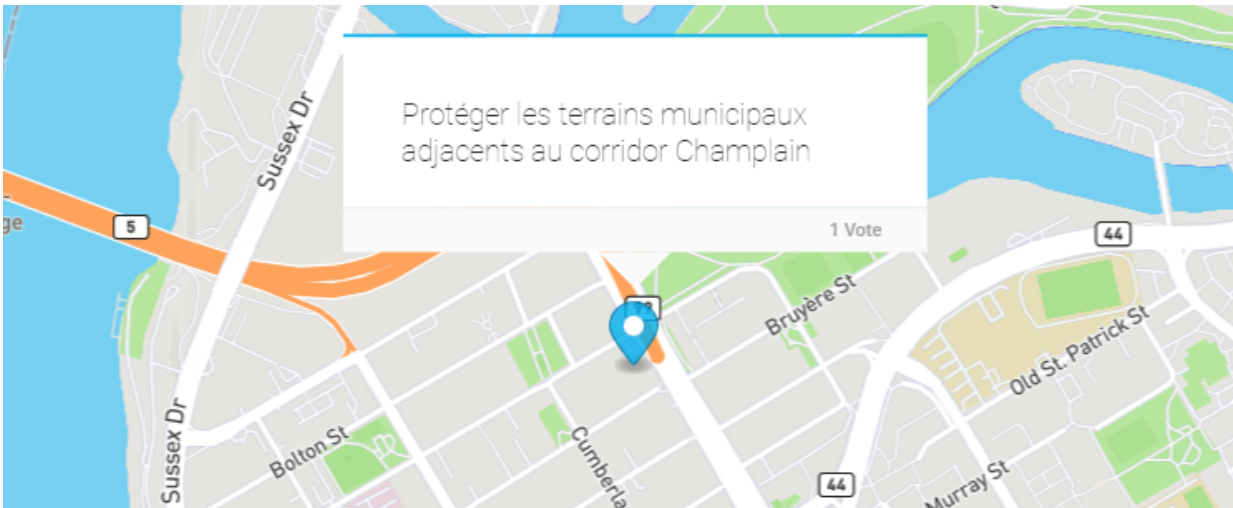 Protéger les terrains municipaux
adjacents au corridor Champlain
1 Vote
Sussex Dr
5
44
99
Bruyère St
Old St. Patrick St
Sussex Dr
Bolton St
Cumberla
44
Murray St